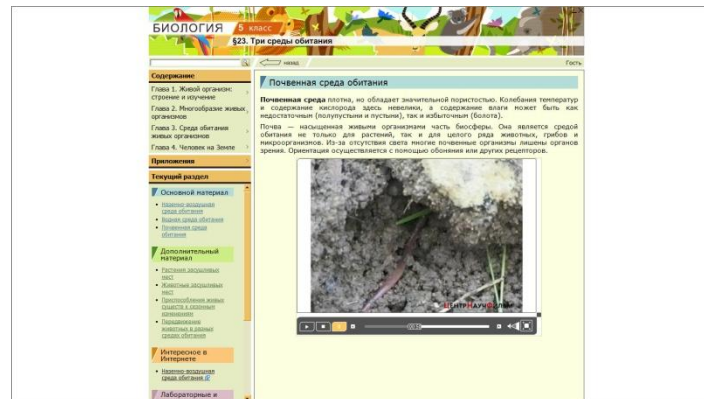 БИОЛОГИЯ 5 класс
§23. Три среды обитания
назад
Гость
Содержание
Глава 1. Живой организм:
строение и изучение
Глава 2. Многообразие живых
организмов
Глава 3. Среда обитания
живых организмов
Глава 4. Человек на Земле
Приложения
Текущий раздел
Основной материал
Наземно-воздушная
среда обитания
Водная среда обитания
Почвенная среда
обитания
Дополнительный
материал
Растения засушливых
мест
Животных засушливых
мест
Приспособления живых
существ к сезонным
изменениям
Передвижение
животных в разных
средах обитания
Интересное в
Интернете
Наземно-воздушная
среда обитания
Лабораторные и
Почвенная среда обитания
Почвенная среда плотна, но обладает значительной пористостью. Колебания температур
и содержание кислорода здесь невелики, а содержание влаги может быть как
недостаточным (полупустыни и пустыни), так и избыточным (болота).
Почва — насыщенная живыми организмами часть биосферы. Она является средой
обитания не только для растений, так и для целого ряда животных, грибов и
микроорганизмов. Из-за отсутствия света многие почвенные организмы лишены органов
зрения. Ориентация осуществляется с помощью обоняния или других рецепторов.
ЦЕНТРНАУЧФИЛЬМ